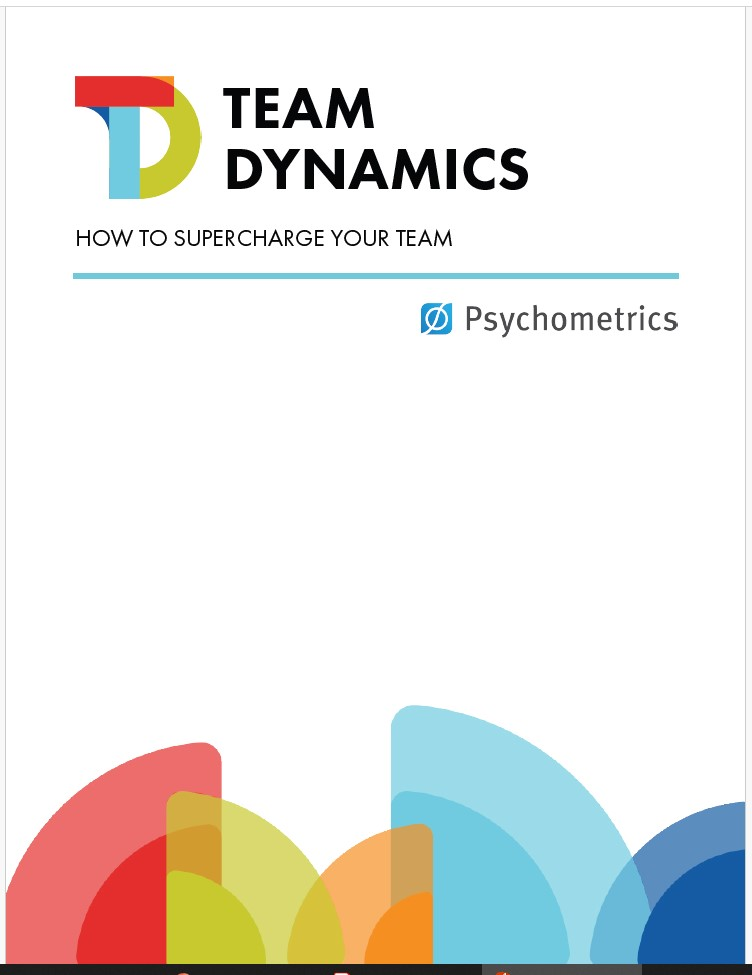 TEAM
DYNAMICS
HOW TO SUPERCHARGE YOUR TEAM
Psychometrics